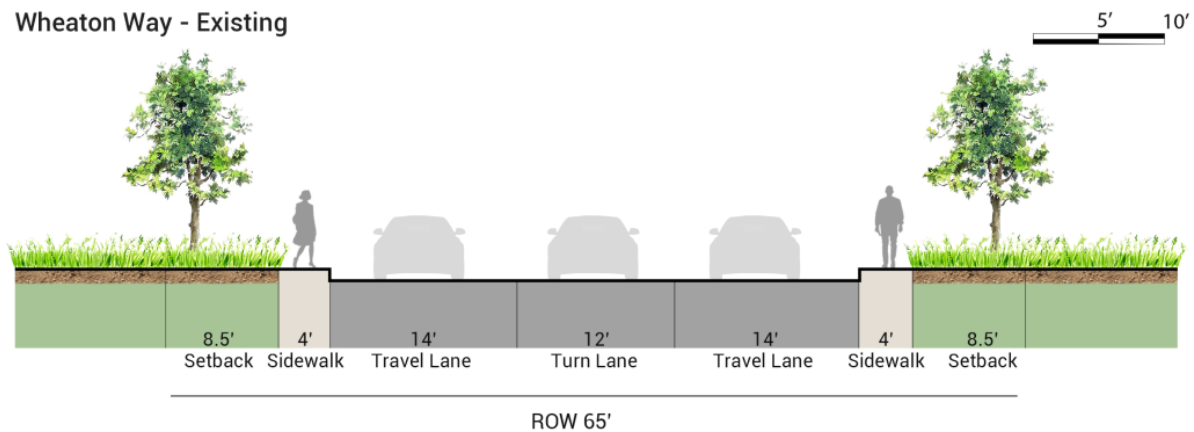 Wheaton Way - Existing
5’ 10’
8.5’ 4’ 14’ 12’ 14’ 4’ 8.5’
Setback Sidewalk Travel Lane Turn Lane Travel Lane Sidewalk Setback
ROW 65’